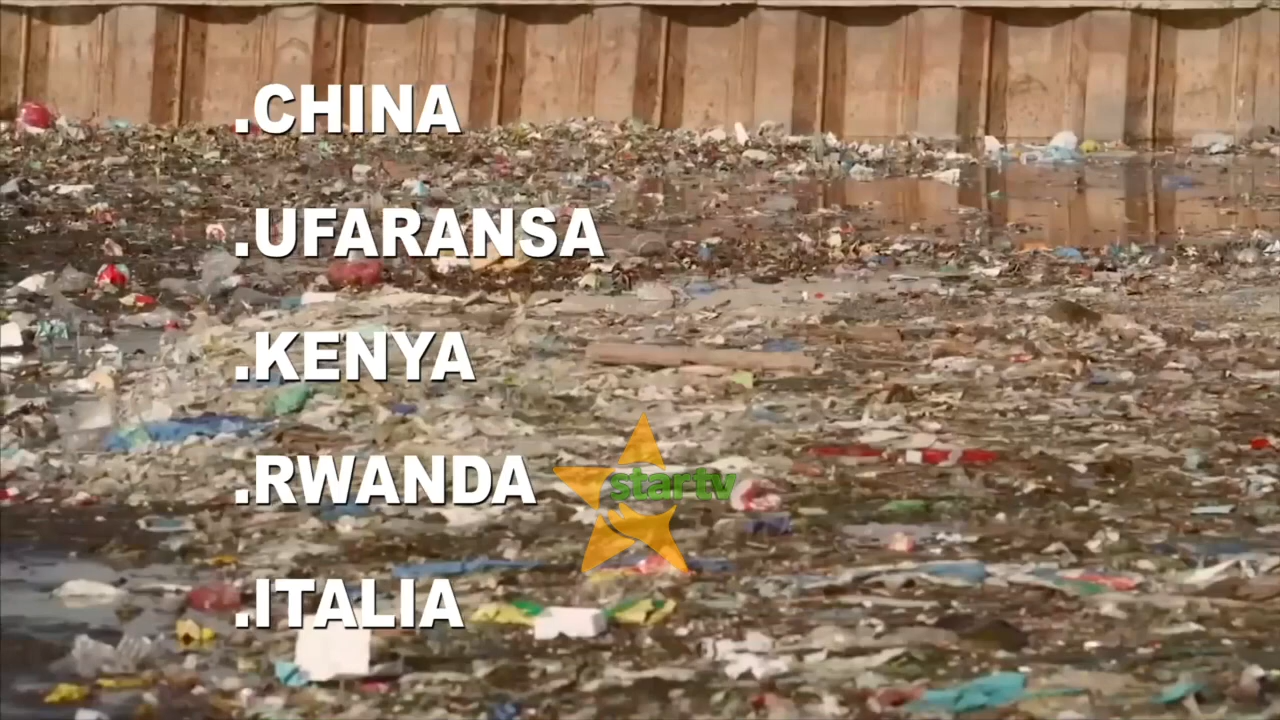 .CHINA
.UFARANSA
.KENYA
.RWANDA
startv
.ITALIA